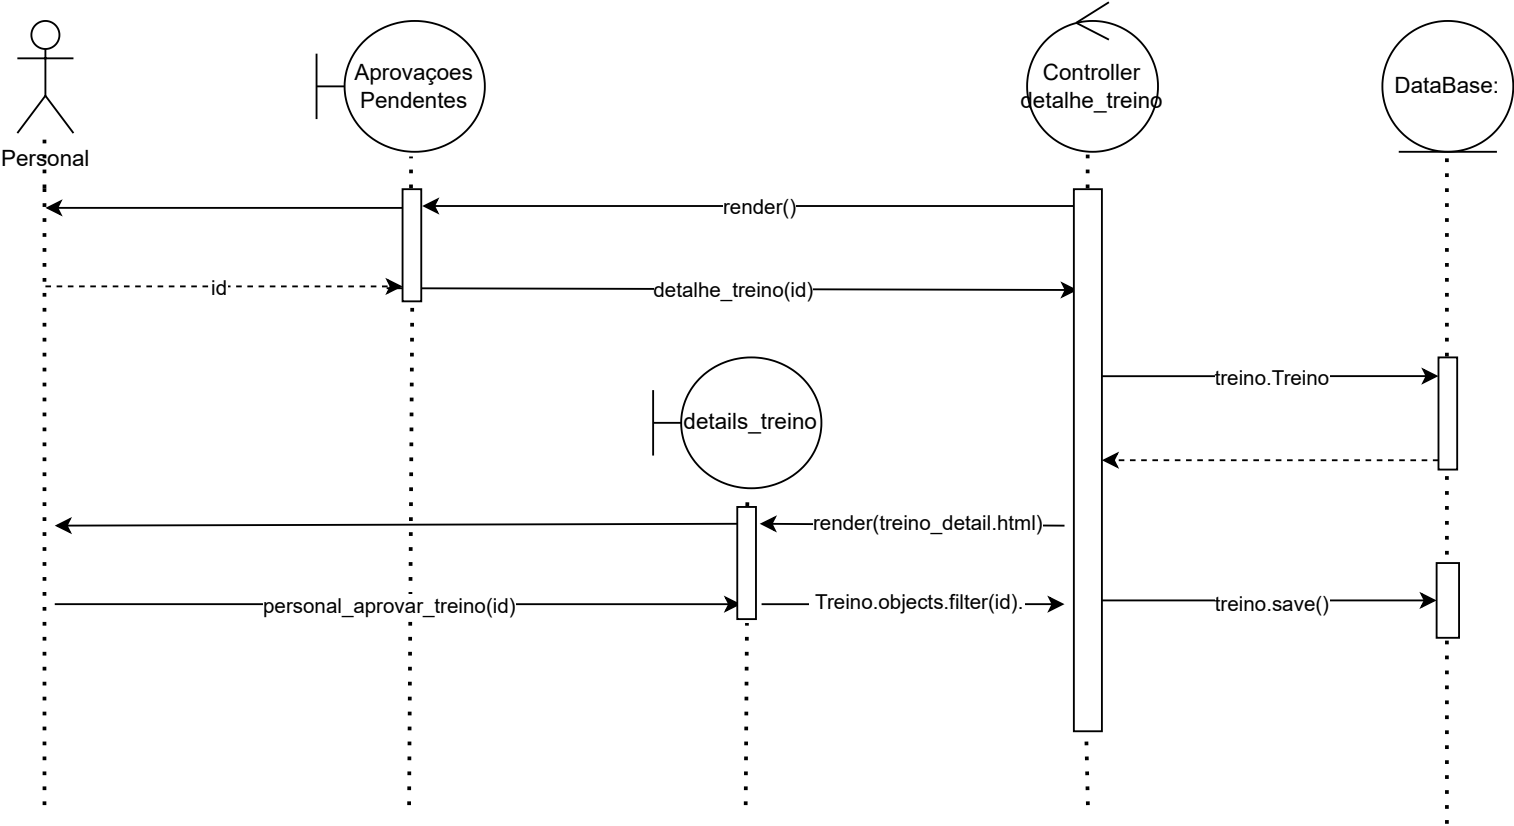 Aprovaçoes
Pendentes
Controller
detalhe_treino
DataBase:
Personal
render()
id
detalhe_treino(id)
treino.Treino
details_treino
render(treino_detail.html)
personal_aprovar_treino(id)
Treino.objects.filter(id).
treino.save()